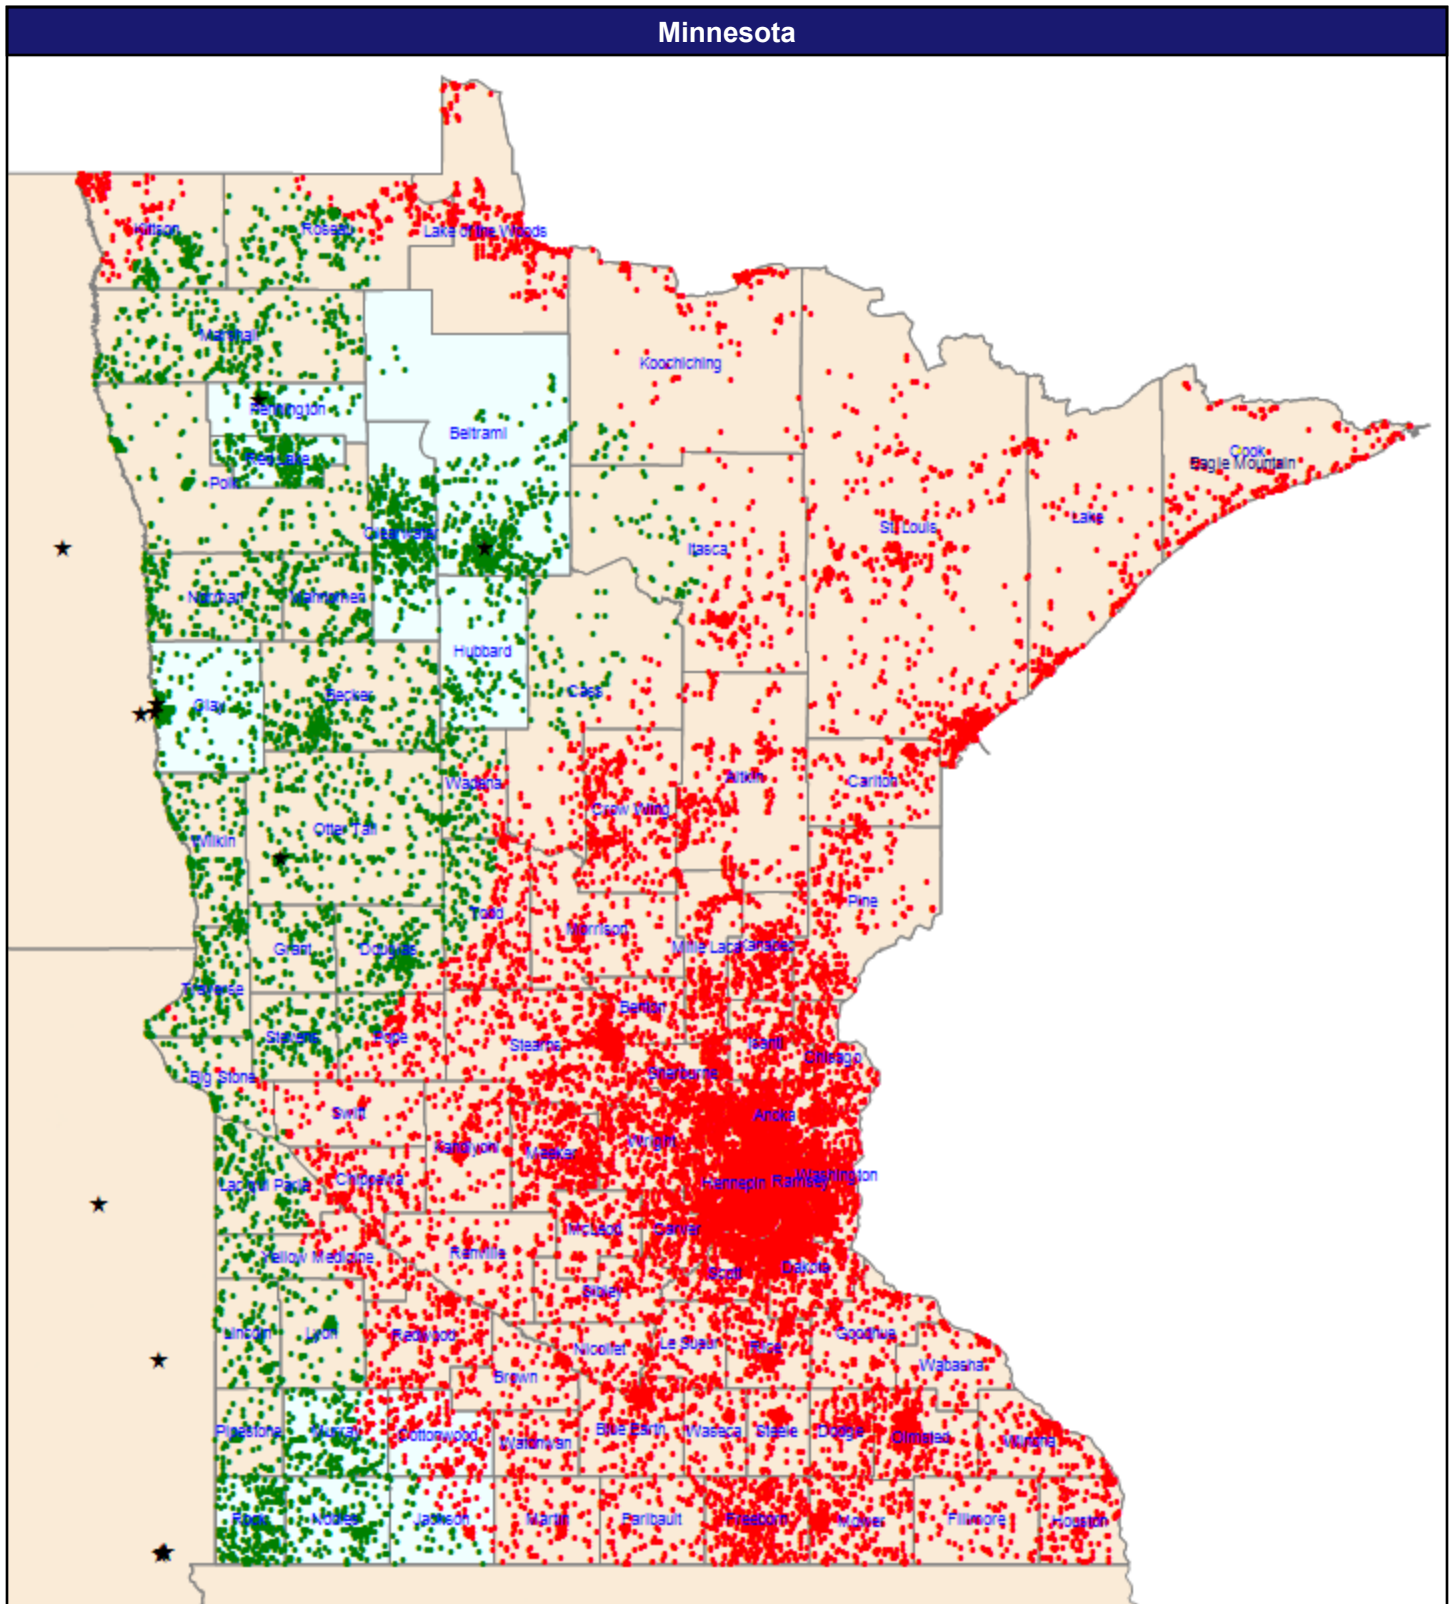 Minnesota
Kittson
Roseau
Lake of the Woods
Marshall
Koochiching
Pennington
Beltrami
Red Lake
Polk
Cook
Eagle Mountain
Clearwater
Itasca
St. Louis
Lake
Norman
Mahnomen
Hubbard
Clay
Becker
Cass
Wadena
Aitkin
Carlton
Crow Wing
Otter Tail
Wilkin
Pine
Todd
Morrison
Grant
Douglas
Mille Lacs
Kanabec
Traverse
Benton
Stevens
Pope
Stearns
Isanti
Chisago
Big Stone
Sherburne
Swift
Anoka
Kandiyohi
Meeker
Wright
Lac qui Parle
Chippewa
Hennepin
Ramsey
Washington
McLeod
Carver
Yellow Medicine
Renville
Scott
Dakota
Sibley
Lincoln
Lyon
Redwood
Nicollet
Le Sueur
Rice
Goodhue
Wabasha
Brown
Pipestone
Murray
Cottonwood
Watonwan
Blue Earth
Waseca
Steele
Dodge
Olmsted
Winona
Rock
Nobles
Jackson
Martin
Faribault
Freeborn
Mower
Fillmore
Houston